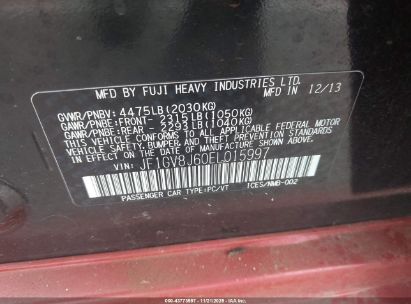 MFD BY FUJI HEAVY INDUSTRIES LTD. 12/13
GVWR/PNBV: 4475LB(2030KG)
GAWR/PNBE:FRONT- 2315LB(1050KG)
GAWR/PNBE:REAR - 2293LB(1040KG)
THIS VEHICLE CONFORMS TO ALL APPLICABLE FEDERAL MOTOR
VEHICLE SAFETY, BUMPER, AND THEFT PREVENTION STANDARDS
IN EFFECT ON THE DATE OF MANUFACTURE SHOWN ABOVE.
VIN: JF1GV8J60EL015997
PASSENGER CAR TYPE:PC/VT ICES/NMB-002